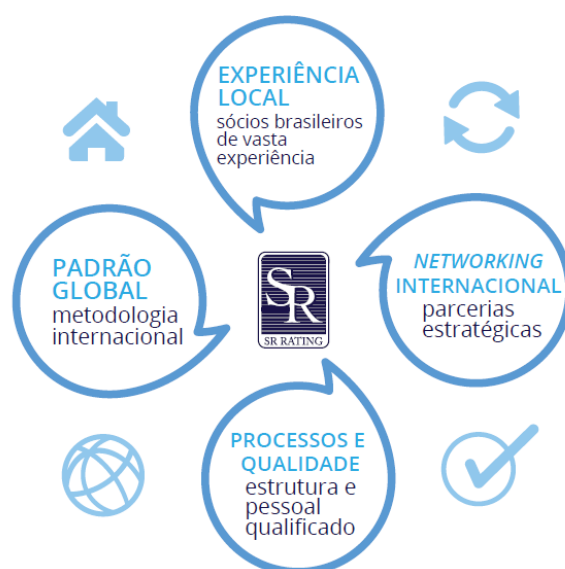 EXPERIÊNCIA
LOCAL
sócios brasileiros
de vasta
experiência
PADRÃO
GLOBAL
metodologia
internacional
SR
SR RATING
NETWORKING
INTERNACIONAL
parcerias
estratégicas
PROCESSOS E
QUALIDADE
estrutura e
pessoal
qualificado